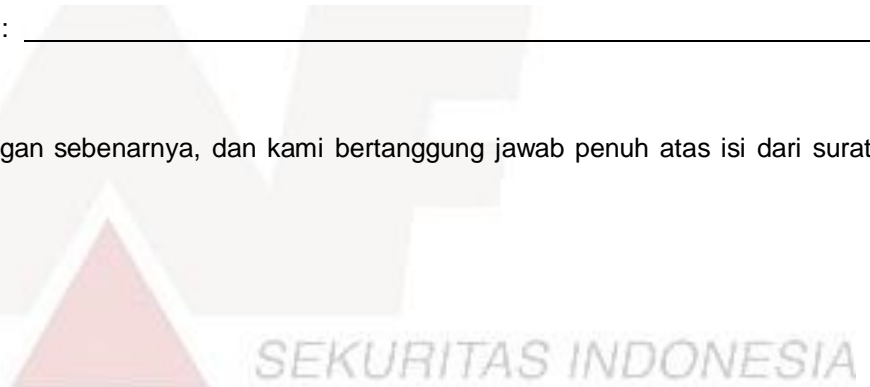 :
gan sebenarnya, dan kami bertanggung jawab penuh atas isi dari surat
SEKURITAS INDONESIA